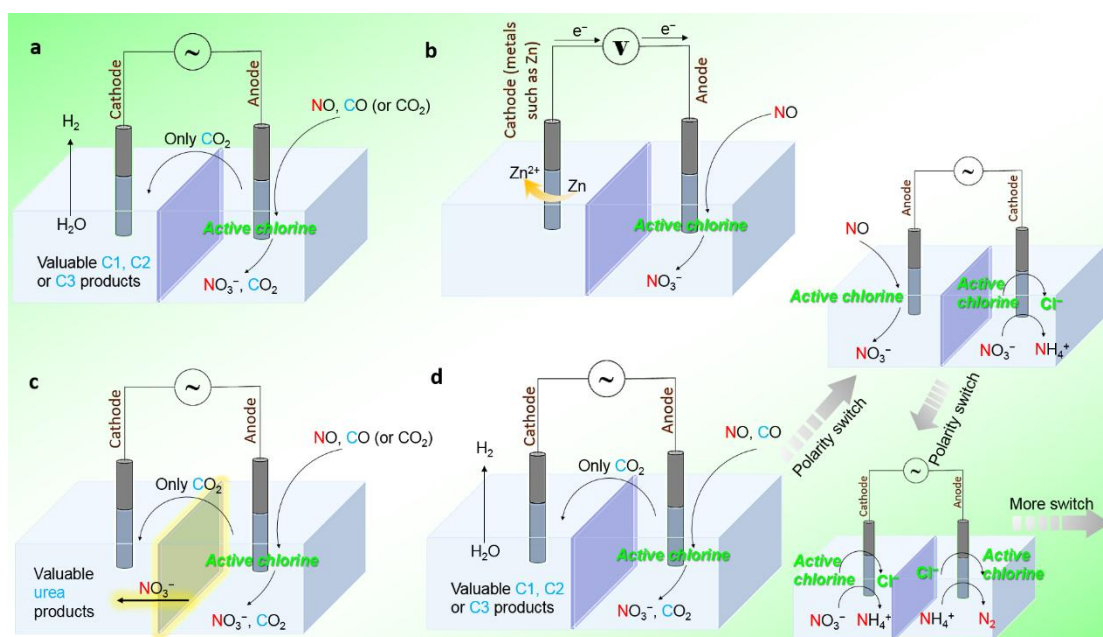 a
~
Cathode
Anode
NO, CO (or CO₂)
H₂
Only CO₂
H₂O
Active chlorine
Valuable C1, C2
or C3 products
NO₃⁻, CO₂
b
e⁻
V
e⁻
Cathode (metals
such as Zn)
Anode
NO
Zn²⁺
Zn
Active chlorine
NO₃⁻
c
~
Cathode
Anode
NO, CO (or CO₂)
Only CO₂
Active chlorine
Valuable
urea
products
NO₃⁻
NO₃⁻, CO₂
d
~
Cathode
Anode
NO, CO
H₂
Only CO₂
H₂O
Active chlorine
Valuable C1, C2
or C3 products
NO₃⁻, CO₂
Polarity switch
~
Anode
Cathode
NO
Active chlorine
Active
chlorine
Cl⁻
NO₃⁻
NO₃⁻
NH₄⁺
Polarity switch
~
Cathode
Anode
More switch
Active
chlorine
Cl⁻
Cl⁻
Active
chlorine
NO₃⁻
NH₄⁺
NH₄⁺
N₂